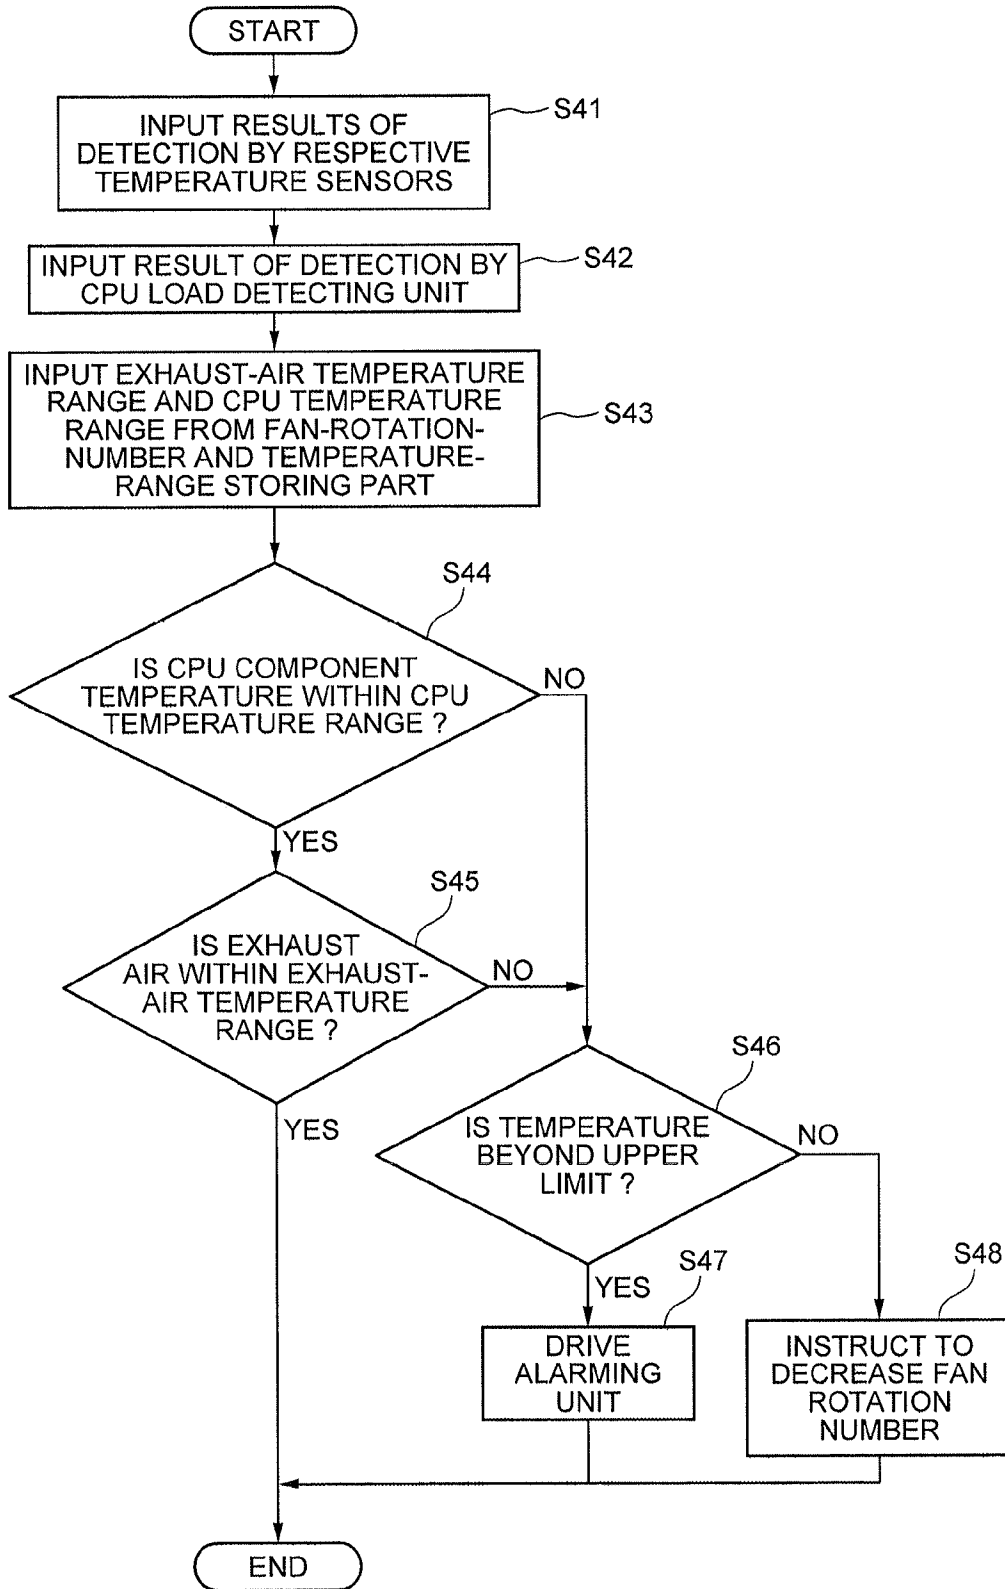 START
S41
INPUT RESULTS OF
DETECTION BY RESPECTIVE
TEMPERATURE SENSORS
S42
INPUT RESULT OF DETECTION BY
CPU LOAD DETECTING UNIT
S43
INPUT EXHAUST-AIR TEMPERATURE
RANGE AND CPU TEMPERATURE
RANGE FROM FAN-ROTATION-
NUMBER AND TEMPERATURE-
RANGE STORING PART
S44
IS CPU COMPONENT
TEMPERATURE WITHIN CPU
TEMPERATURE RANGE ?
NO
YES
S45
IS EXHAUST
AIR WITHIN EXHAUST-
AIR TEMPERATURE
RANGE ?
NO
YES
S46
IS TEMPERATURE
BEYOND UPPER
LIMIT ?
NO
YES
S47
DRIVE
ALARMING
UNIT
S48
INSTRUCT TO
DECREASE FAN
ROTATION
NUMBER
END